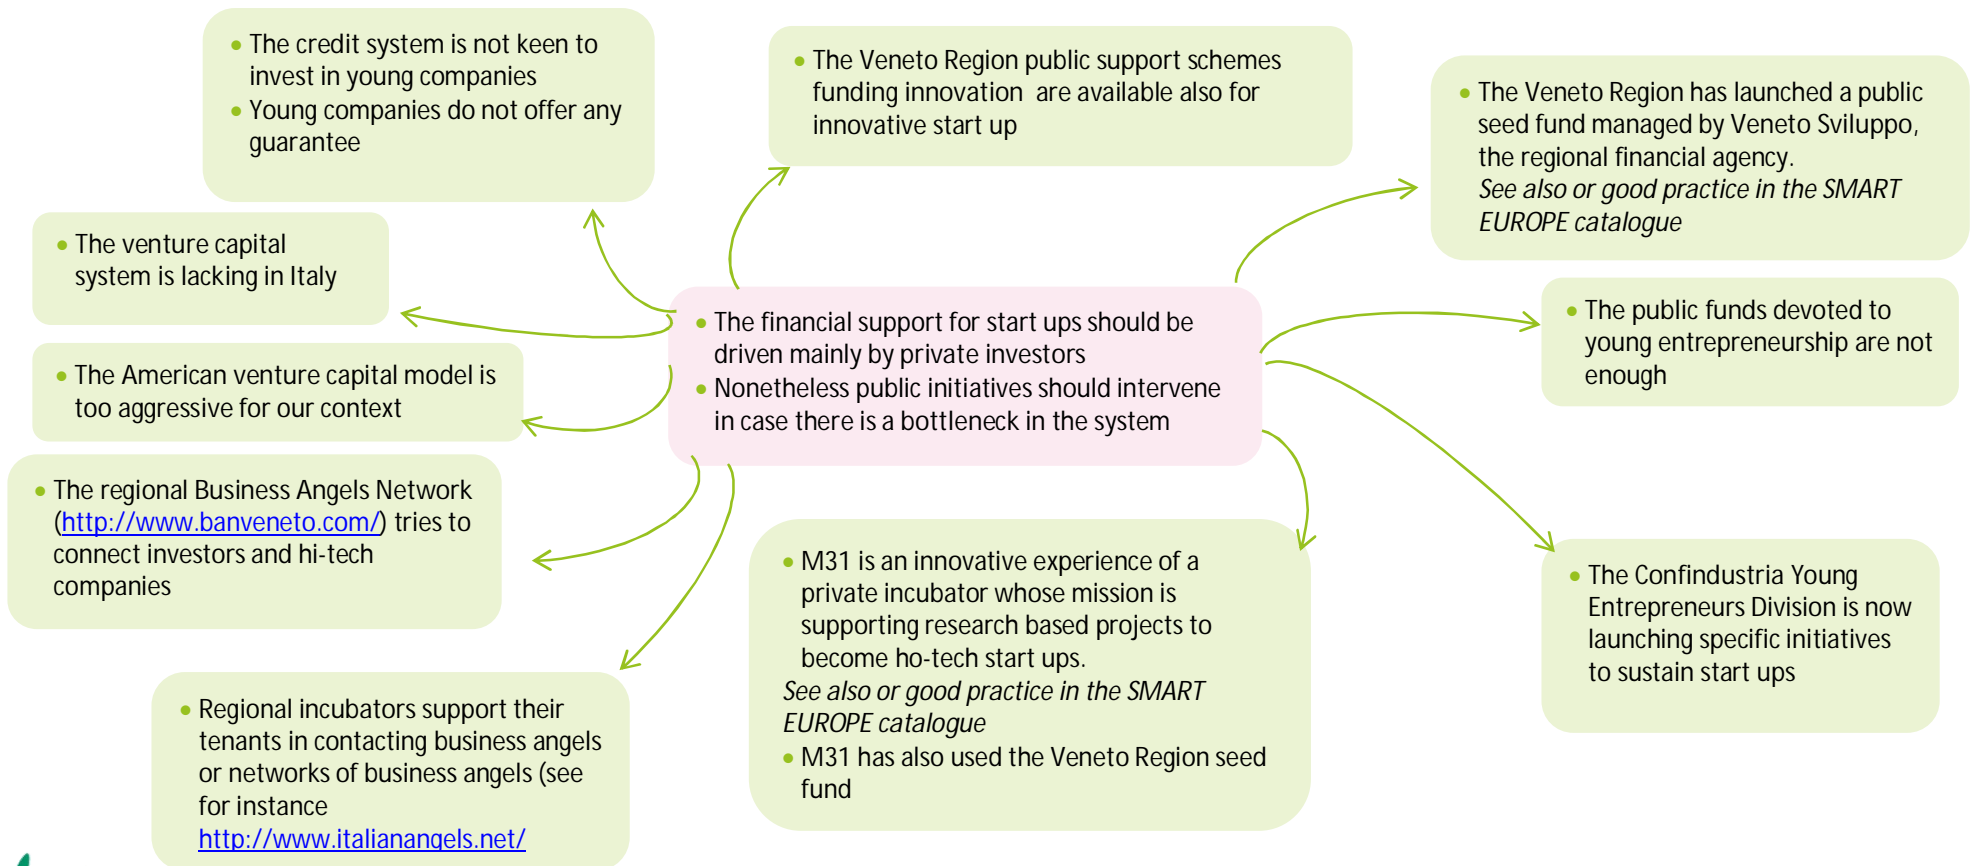 • The credit system is not keen to
invest in young companies
• Young companies do not offer any
guarantee
• The Veneto Region public support schemes
funding innovation are available also for
innovative start up
• The Veneto Region has launched a public
seed fund managed by Veneto Sviluppo,
the regional financial agency.
See also or good practice in the SMART
EUROPE catalogue
• The venture capital
system is lacking in Italy
• The financial support for start ups should be
driven mainly by private investors
• Nonetheless public initiatives should intervene
in case there is a bottleneck in the system
• The public funds devoted to
young entrepreneurship are not
enough
• The American venture capital model is
too aggressive for our context
• The regional Business Angels Network
(http://www.banveneto.com/) tries to
connect investors and hi-tech
companies
• M31 is an innovative experience of a
private incubator whose mission is
supporting research based projects to
become ho-tech start ups.
See also or good practice in the SMART
EUROPE catalogue
• M31 has also used the Veneto Region seed
fund
• The Confindustria Young
Entrepreneurs Division is now
launching specific initiatives
to sustain start ups
• Regional incubators support their
tenants in contacting business angels
or networks of business angels (see
for instance
http://www.italianangels.net/